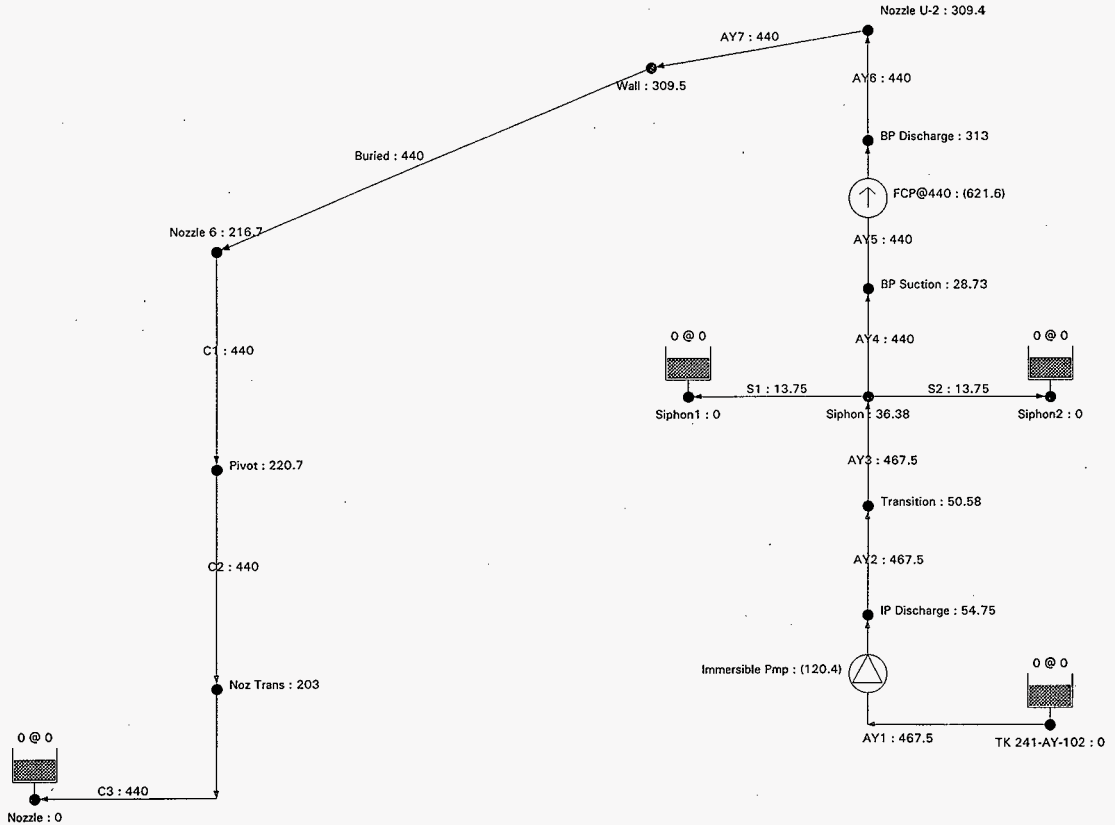 Nozzle U-2 : 309.4
AY7 : 440
Wall : 309.5
AY6 : 440
BP Discharge : 313
Buried : 440
FCP@440 : (621.6)
Nozzle 6 : 216.7
AY5 : 440
BP Suction : 28.73
0 @ 0
0 @ 0
AY4 : 440
C1 : 440
S1 : 13.75
S2 : 13.75
Siphon1 : 0
Siphon : 36.38
Siphon2 : 0
AY3 : 467.5
Pivot : 220.7
Transition : 50.58
AY2 : 467.5
C2 : 440
IP Discharge : 54.75
Immersible Pmp : (120.4)
0 @ 0
Noz Trans : 203
0 @ 0
AY1 : 467.5
TK 241-AY-102 : 0
C3 : 440
Nozzle : 0